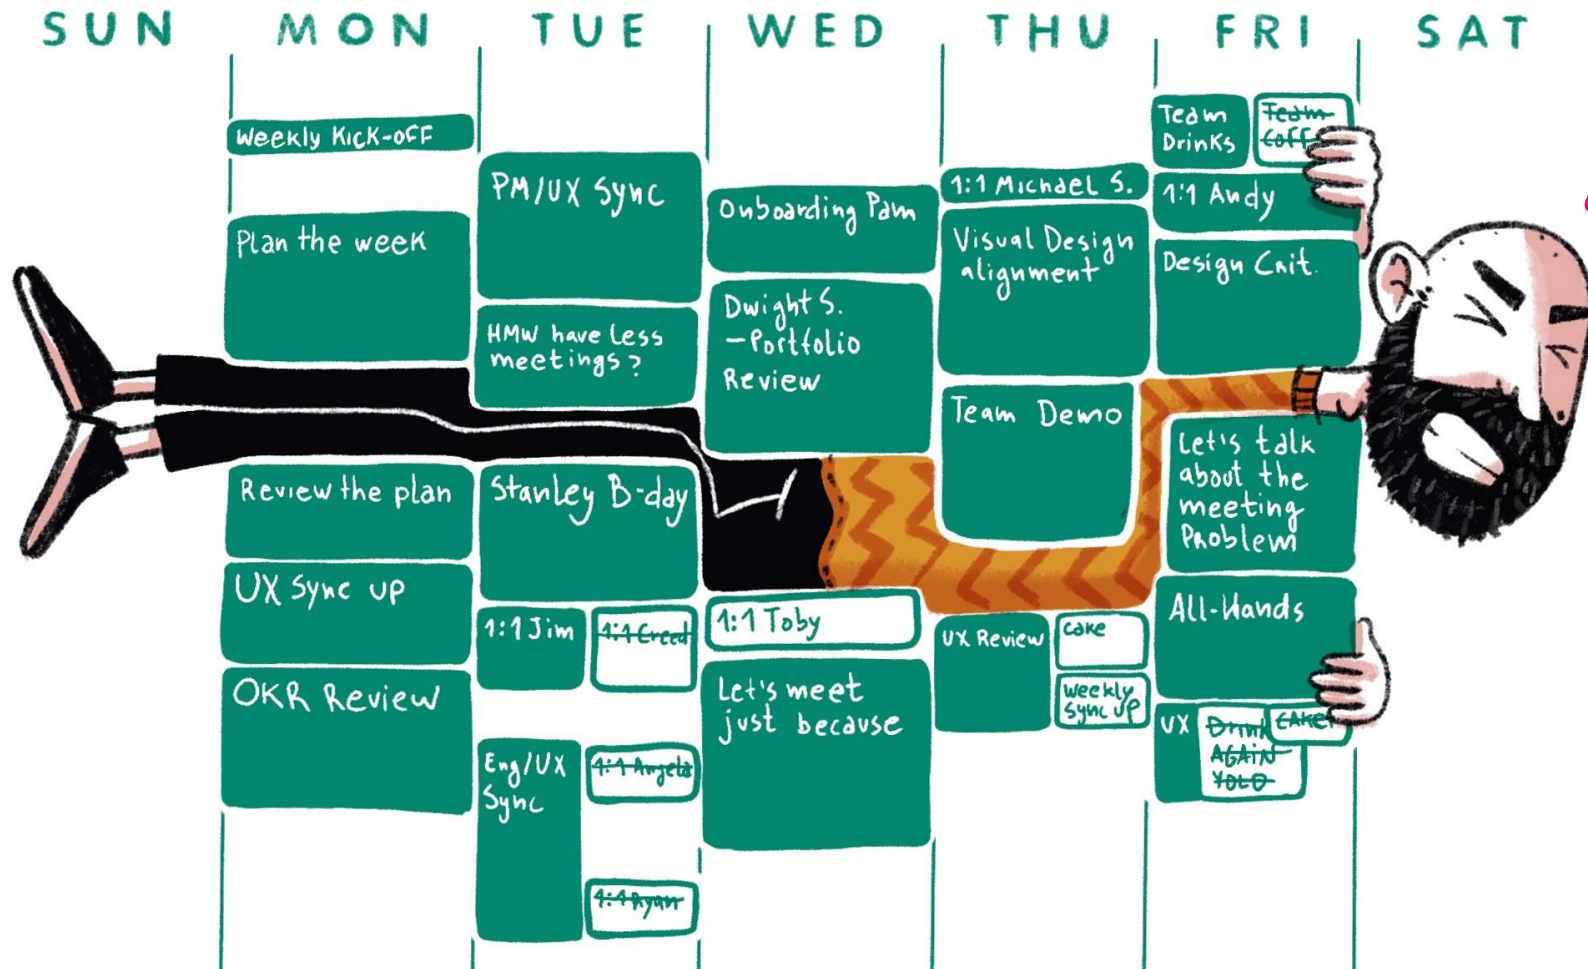 SUN MON TUE WED THU FRI SAT
Weekly Kick-off
Plan the week
Review the plan
UX Sync up
OKR Review
PM/UX Sync
HMW have less
meetings?
Stanley B-day
1:1 Jim
1:1 Creed
Eng/UX
Sync
1:1 Angela
1:1 Ryan
Onboarding Pam
Dwight S.
-Portfolio
Review
1:1 Toby
Let's meet
just because
1:1 Michael S.
Visual Design
alignment
Team Demo
UX Review
cake
Weekly
Sync up
Team
Drinks
Team
1:1 Andy
Design Crit.
Let's talk
about the
meeting
Problem
All-Hands
UX
CAKE
AGAIN
YOLO